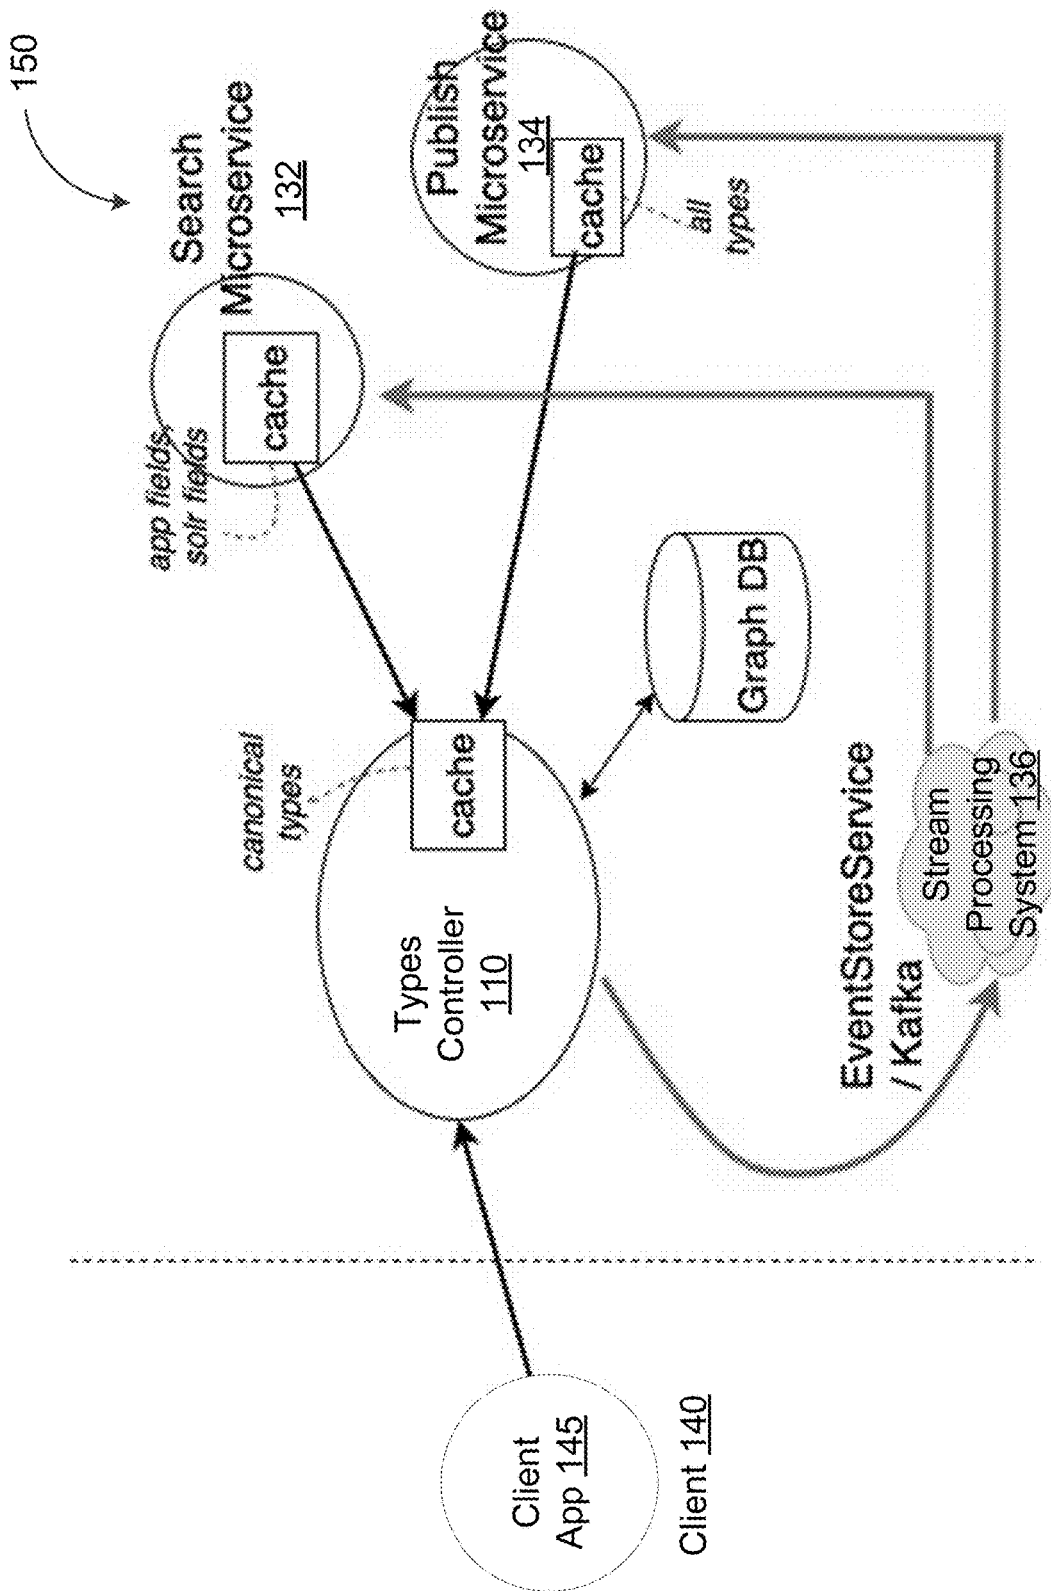 150
Search
Microservice
132
cache
app fields,
solr fields
Publish
Microservice
134
cache
all
types
canonical
types
cache
Types
Controller
110
Graph DB
EventStoreService
/ Kafka
Stream
Processing
System 136
Client
App 145
Client 140